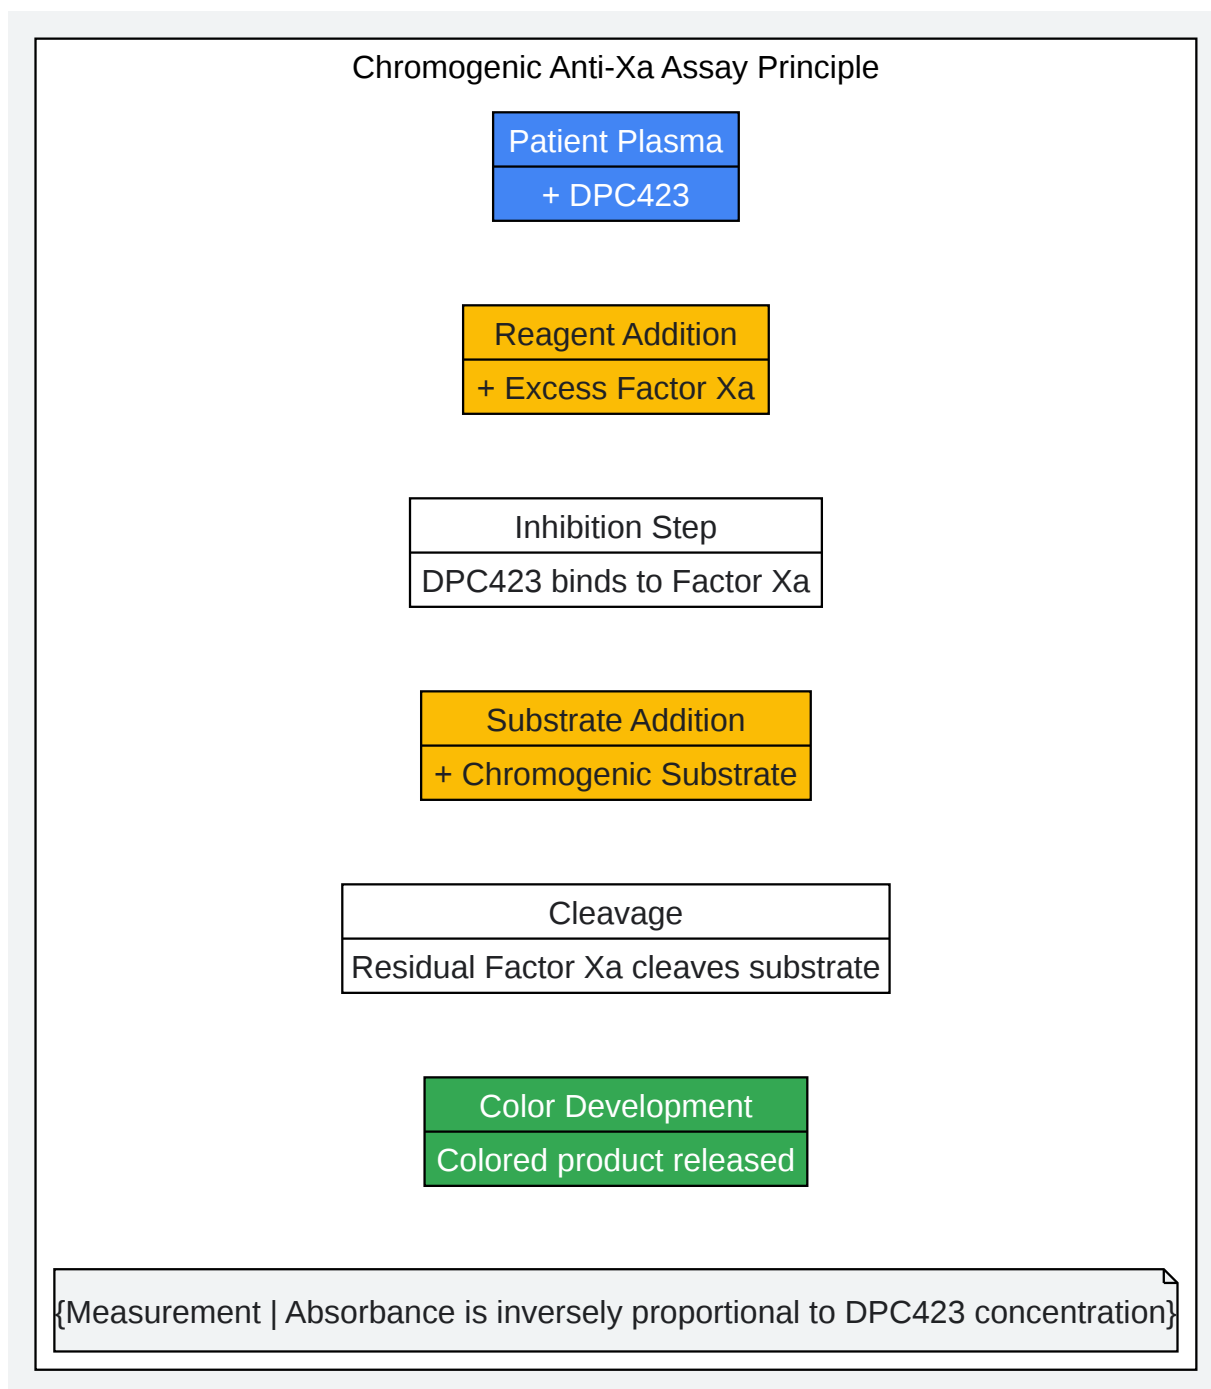 Chromogenic Anti-Xa Assay Principle
Patient Plasma
+ DPC423
Reagent Addition
+ Excess Factor Xa
Inhibition Step
DPC423 binds to Factor Xa
Substrate Addition
+ Chromogenic Substrate
Cleavage
Residual Factor Xa cleaves substrate
Color Development
Colored product released
{Measurement | Absorbance is inversely proportional to DPC423 concentration}